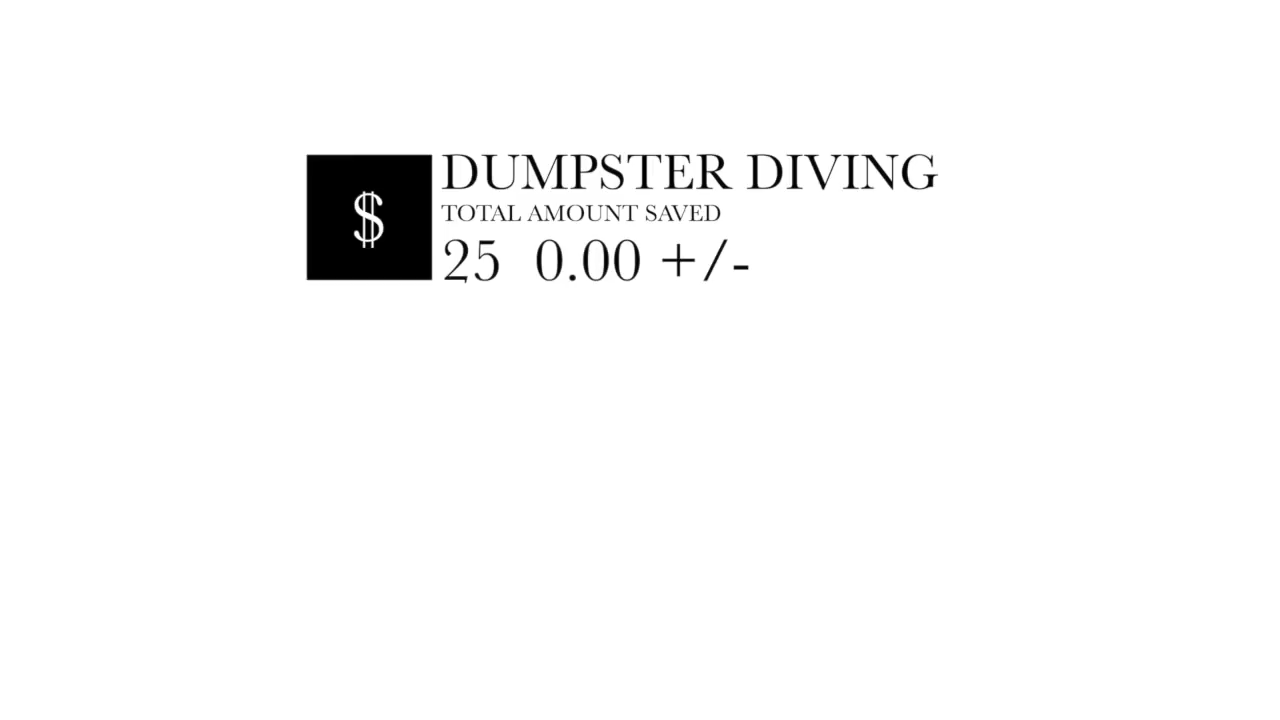 $
DUMPSTER DIVING
TOTAL AMOUNT SAVED
25 0.00 +/-